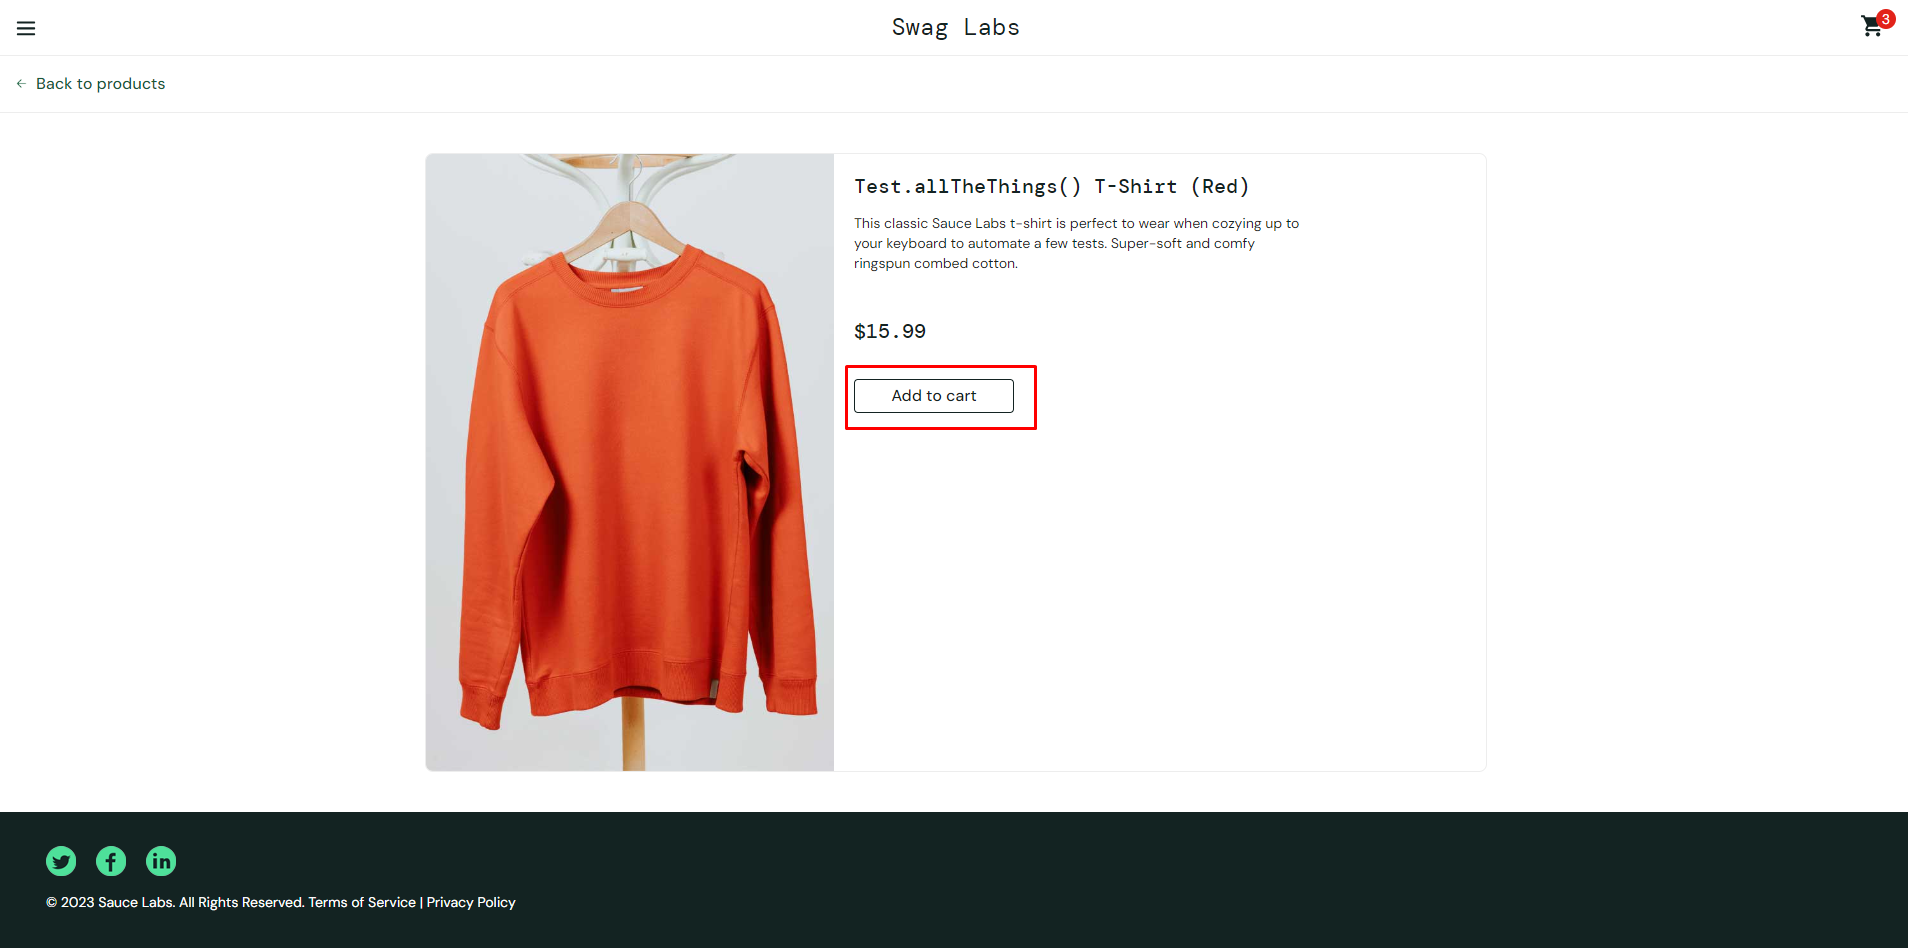 Swag Labs
3
← Back to products
Test.allTheThings() T-Shirt (Red)
This classic Sauce Labs t-shirt is perfect to wear when cozying up to
your keyboard to automate a few tests. Super-soft and comfy
ringspun combed cotton.
$15.99
Add to cart
© 2023 Sauce Labs. All Rights Reserved. Terms of Service | Privacy Policy